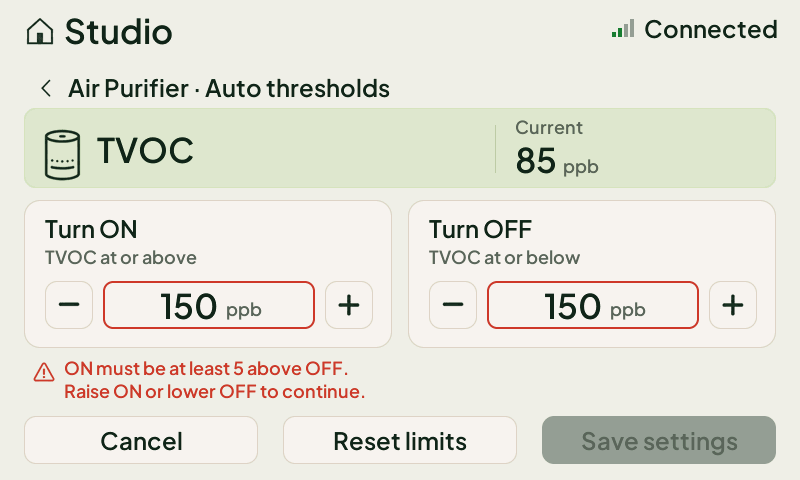 Studio
Connected
Air Purifier · Auto thresholds
TVOC
Current
85 ppb
Turn ON
TVOC at or above
150 ppb
Turn OFF
TVOC at or below
150 ppb
ON must be at least 5 above OFF.
Raise ON or lower OFF to continue.
Cancel
Reset limits
Save settings